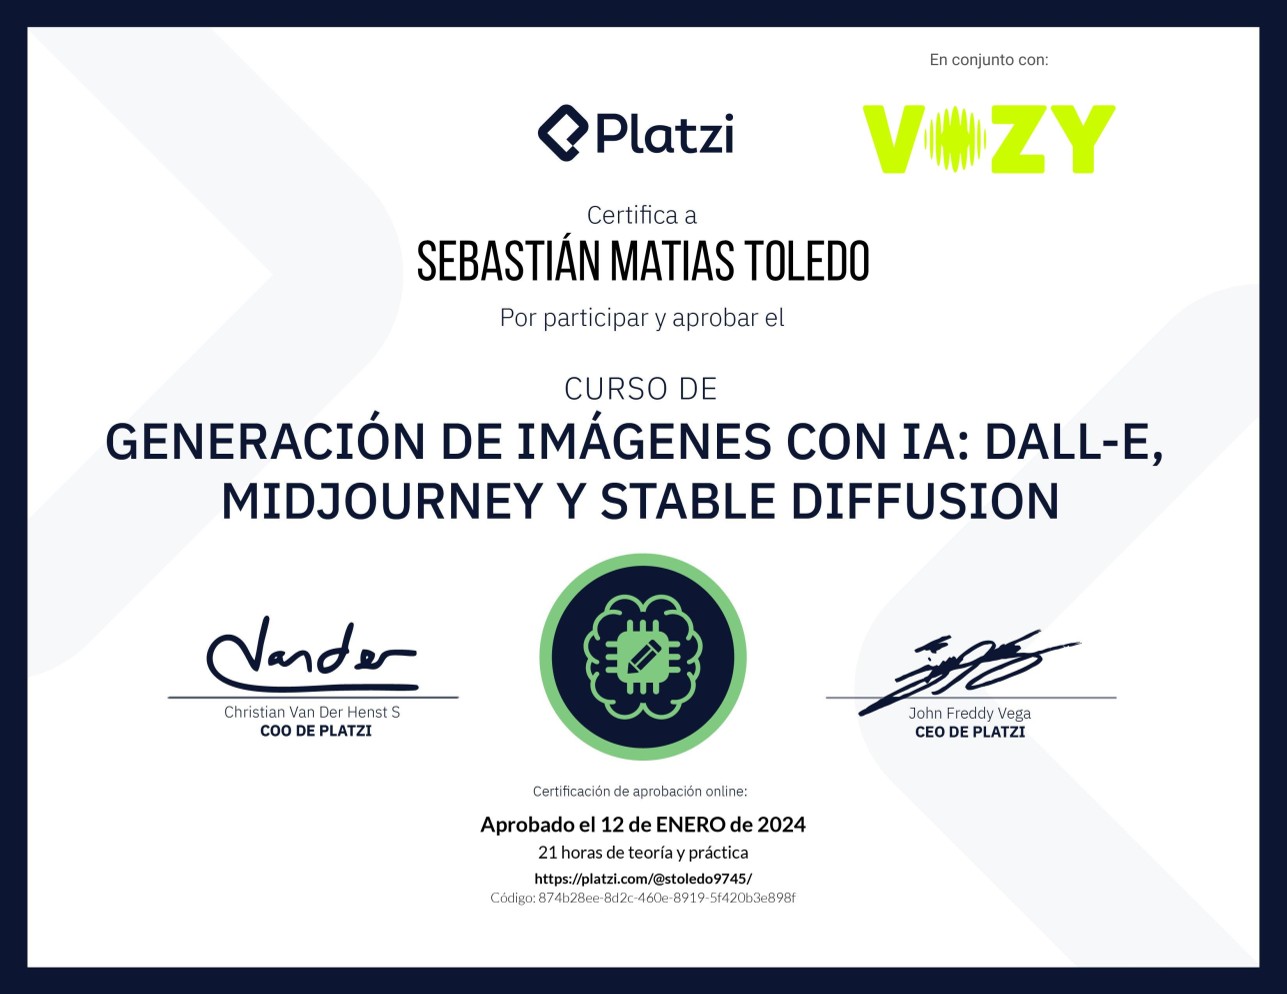 En conjunto con:
Platzi
VOZY
Certifica a
SEBASTIÁN MATIAS TOLEDO
Por participar y aprobar el
CURSO DE
GENERACIÓN DE IMÁGENES CON IA: DALL-E,
MIDJOURNEY Y STABLE DIFFUSION
Vander
Christian Van Der Henst S
COO DE PLATZI
John Freddy Vega
CEO DE PLATZI
Certificación de aprobación online:
Aprobado el 12 de ENERO de 2024
21 horas de teoría y práctica
https://platzi.com/@stoledo9745/
Código: 874b28ee-8d2c-460e-8919-5f420b3e898f